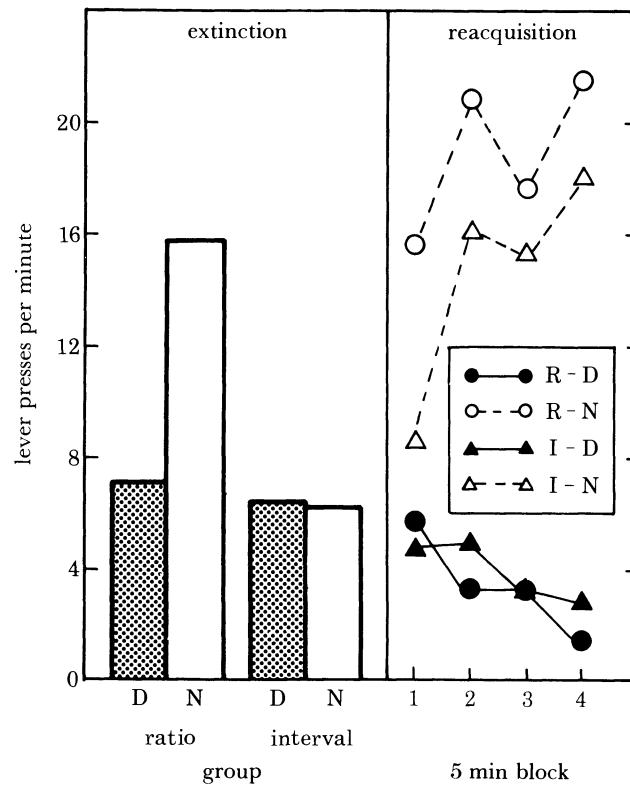 extinction
reacquisition
lever presses per minute
20
16
12
8
4
0
R - D
R - N
I - D
I - N
D N D N
ratio interval
group
1 2 3 4
5 min block